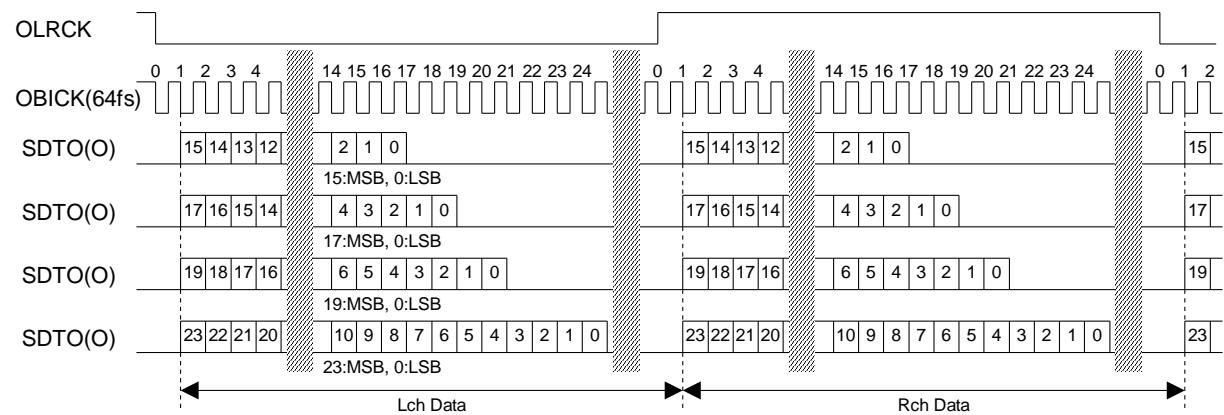 OLRCK
0 1 2 3 4 14 15 16 17 18 19 20 21 22 23 24 0 1 2 3 4 14 15 16 17 18 19 20 21 22 23 24 0 1 2
OBICK(64fs)
SDTO(O) 15 14 13 12 2 1 0 15 14 13 12 2 1 0 15
15:MSB, 0:LSB
SDTO(O) 17 16 15 14 4 3 2 1 0 17 16 15 14 4 3 2 1 0 17
17:MSB, 0:LSB
SDTO(O) 19 18 17 16 6 5 4 3 2 1 0 19 18 17 16 6 5 4 3 2 1 0 19
19:MSB, 0:LSB
SDTO(O) 23 22 21 20 10 9 8 7 6 5 4 3 2 1 0 23 22 21 20 10 9 8 7 6 5 4 3 2 1 0 23
23:MSB, 0:LSB
Lch Data Rch Data